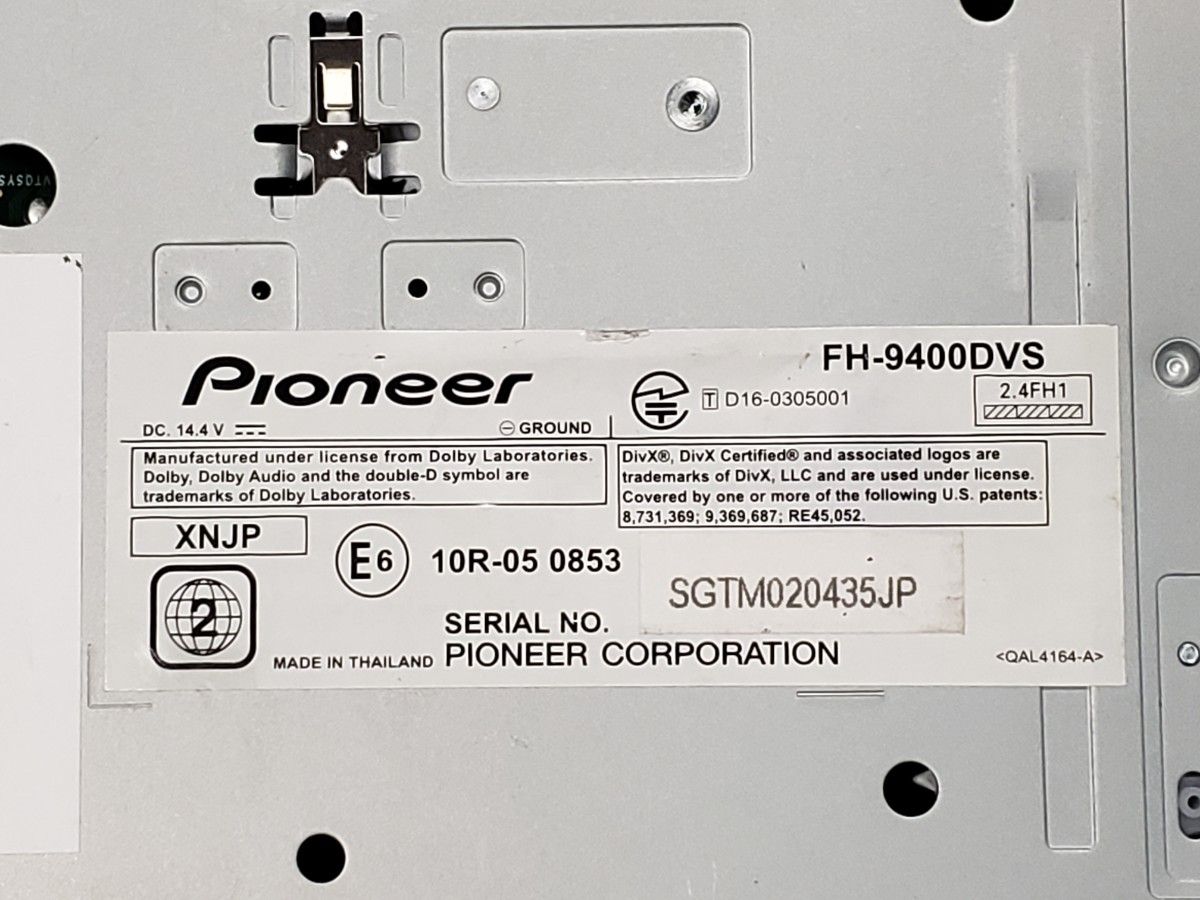 Pioneer
FH-9400DVS
T D16-0305001
2.4FH1
DC. 14.4 V
GROUND
Manufactured under license from Dolby Laboratories.
Dolby, Dolby Audio and the double-D symbol are
trademarks of Dolby Laboratories.
DivX®, DivX Certified® and associated logos are
trademarks of DivX, LLC and are used under license.
Covered by one or more of the following U.S. patents:
8,731,369; 9,369,687; RE45,052.
XNJP
E6
10R-05 0853
2
SERIAL NO.
SGTM020435JP
MADE IN THAILAND
PIONEER CORPORATION
<QAL4164-A>